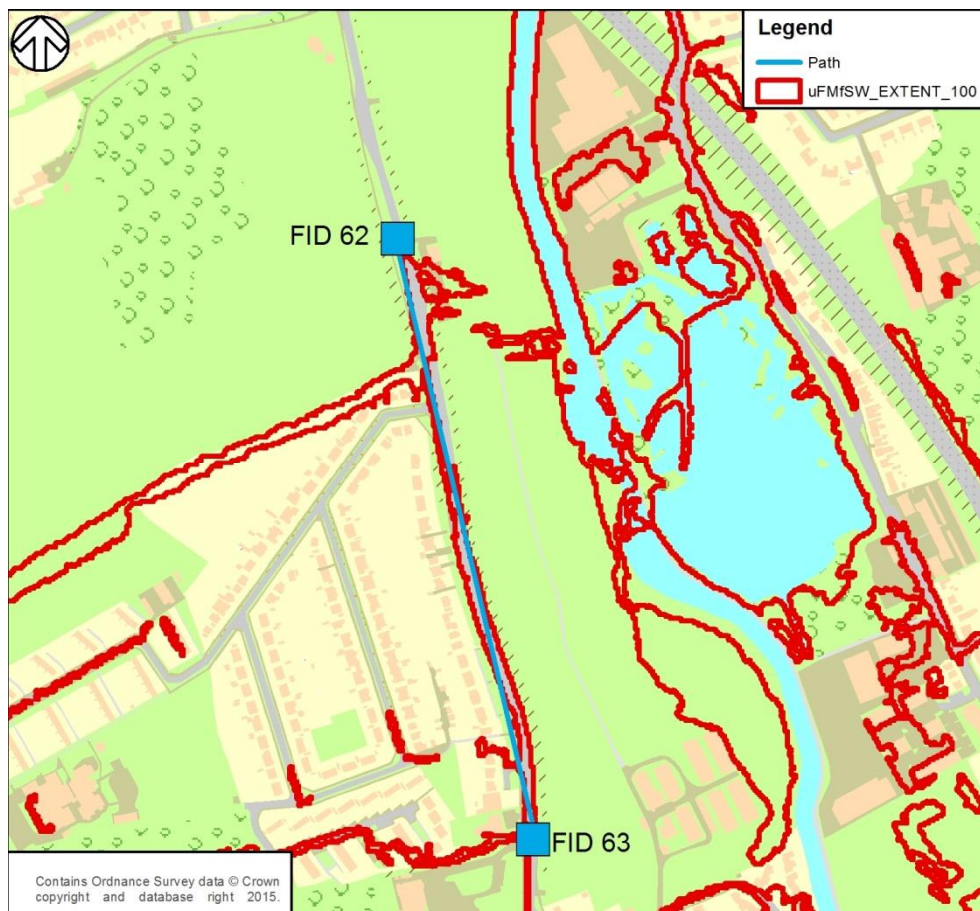 Legend
Path
uFMfSW_EXTENT_100
FID 62
FID 63
Contains Ordnance Survey data © Crown
copyright and database right 2015.